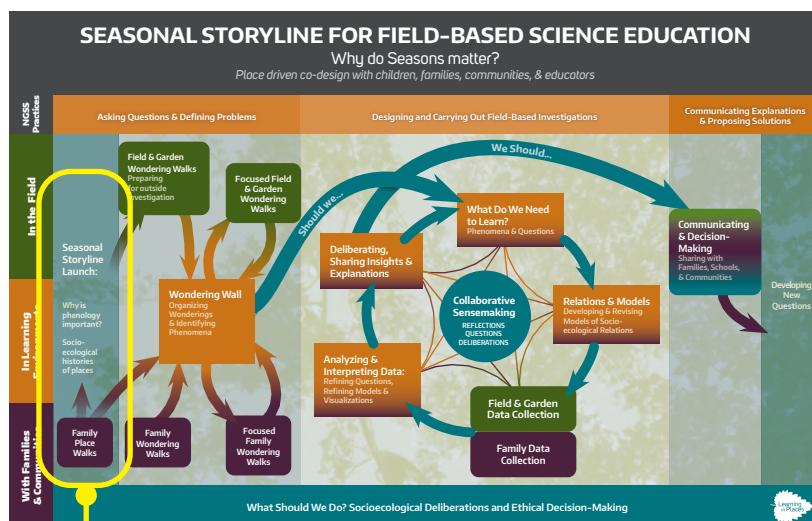 SEASONAL STORYLINE FOR FIELD-BASED SCIENCE EDUCATION
Why do Seasons matter?
Place driven co-design with children, families, communities, & educators
NGSS
Practices
Asking Questions & Defining Problems
Designing and Carrying Out Field-Based Investigations
Communicating Explanations
& Proposing Solutions
In the Field
In Learning
Environments
With Families
& Communities
Seasonal
Storyline
Launch:
Why is
phenology
important?
Socio-
ecological
histories
of places
Family
Place
Walks
Field & Garden
Wondering Walks
Preparing
for outside
investigation
Focused Field
& Garden
Wondering
Walks
Wondering Wall
Organizing
Wonderings
& Identifying
Phenomena
Family
Wondering
Walks
Focused
Family
Wondering
Walks
Should we...
We Should...
What Do We Need
to Learn?
Phenomena & Questions
Deliberating,
Sharing Insights &
Explanations
Collaborative
Sensemaking
REFLECTIONS
QUESTIONS
DELIBERATIONS
Relations & Models
Developing & Revising
Models of Socio-
ecological Relations
Analyzing &
Interpreting Data:
Refining Questions,
Refining Models &
Visualizations
Field & Garden
Data Collection
Family Data
Collection
Communicating
& Decision-
Making
Sharing with
Families, Schools,
& Communities
Developing
New
Questions
What Should We Do? Socioecological Deliberations and Ethical Decision-Making
Learning
in Places